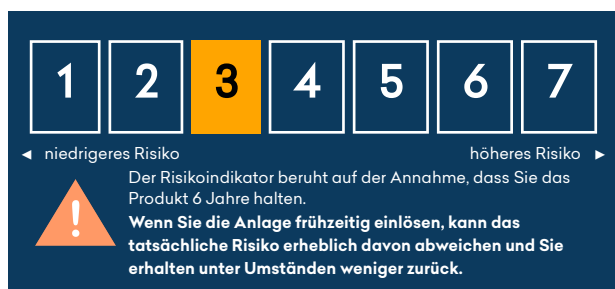 1 2 3 4 5 6 7
◄ niedrigeres Risiko höheres Risiko ►
Der Risikoindikator beruht auf der Annahme, dass Sie das
Produkt 6 Jahre halten.
Wenn Sie die Anlage frühzeitig einlösen, kann das
tatsächliche Risiko erheblich davon abweichen und Sie
erhalten unter Umständen weniger zurück.
!